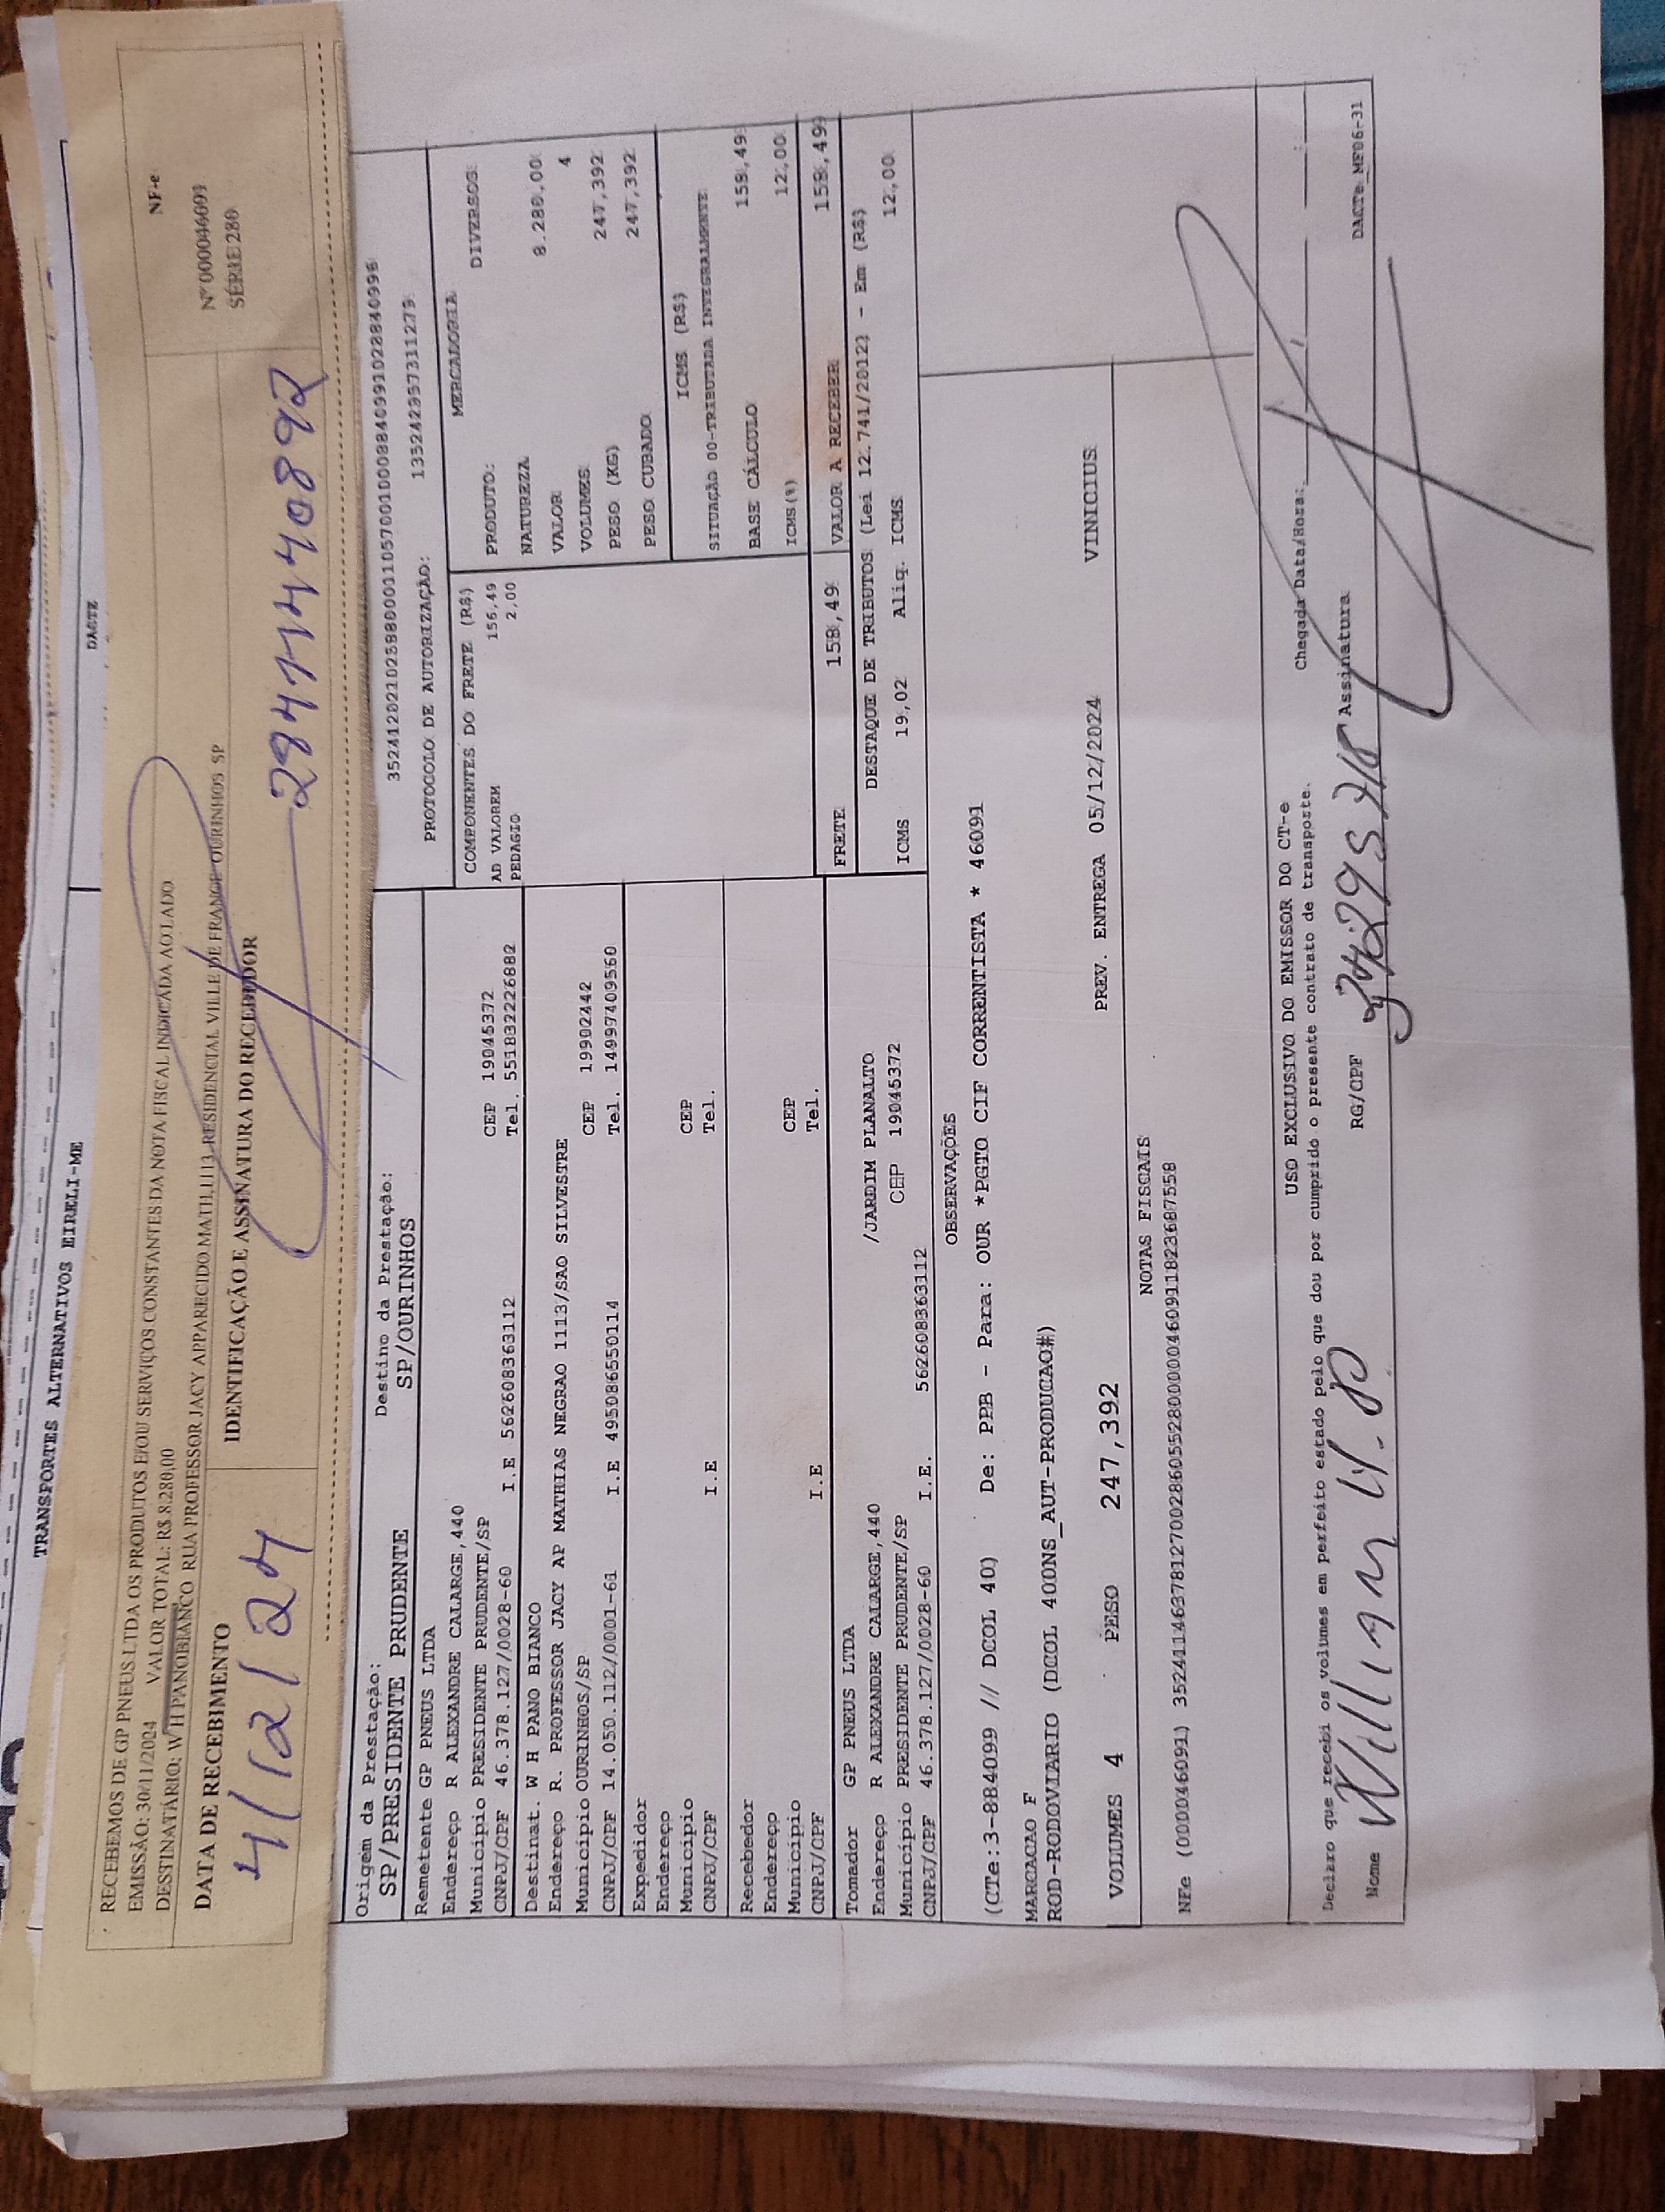 TRANSPORTES ALTERNATIVOS EIRELI-ME
DACTE
RECEBEMOS DE GP PNEUS LTDA OS PRODUTOS E/OU SERVIÇOS CONSTANTES DA NOTA FISCAL INDICADA AO LADO
EMISSÃO: 30/11/2024 VALOR TOTAL: R$ 8.280,00
DESTINATÁRIO: W H PANOBIANCO RUA PROFESSOR JACY APPARECIDO MATH,1113 RESIDENCIAL VILLE DE FRANCE OURINHOS SP
NF-e
Nº 000046091
SÉRIE 280
DATA DE RECEBIMENTO
IDENTIFICAÇÃO E ASSINATURA DO RECEBEDOR
4/12/24
Origem da Prestação:
SP/PRESIDENTE PRUDENTE
Destino da Prestação:
SP/OURINHOS
PROTOCOLO DE AUTORIZAÇÃO:
135242957311279
Remetente GP PNEUS LTDA
Endereço R ALEXANDRE CALARGE,440
Município PRESIDENTE PRUDENTE/SP CEP 19045372
CNPJ/CPF 46.378.127/0028-60 I.E 562608363112 Tel. 551832226882
Destinat. W H PANO BIANCO
Endereço R. PROFESSOR JACY AP MATHIAS NEGRAO 1113/SAO SILVESTRE
Município OURINHOS/SP CEP 19902442
CNPJ/CPF 14.050.112/0001-61 I.E 495086550114 Tel. 14997409560
Expedidor
Endereço
Município CEP
CNPJ/CPF I.E Tel.
Recebedor
Endereço
Município CEP
CNPJ/CPF I.E Tel.
Tomador GP PNEUS LTDA
Endereço R ALEXANDRE CALARGE,440 /JARDIM PLANALTO
Município PRESIDENTE PRUDENTE/SP CEP 19045372
CNPJ/CPF 46.378.127/0028-60 I.E. 562608363112
COMPONENTES DO FRETE (R$)
AD VALOREM 156,49
PEDAGIO 2,00
MERCADORIA
PRODUTO: DIVERSOS
NATUREZA
VALOR 8.280,00
VOLUMES 4
PESO (KG) 247,392
PESO CUBADO 247,392
ICMS (R$)
SITUAÇÃO 00-TRIBUTADA INTEGRALMENTE
BASE CÁLCULO 158,49
ICMS(%) 12,00
FRETE 158,49 VALOR A RECEBER 158,49
DESTAQUE DE TRIBUTOS (Lei 12.741/2012) - Em (R$)
ICMS 19,02 Aliq. ICMS 12,00
OBSERVAÇÕES
(CTe:3-884099 // DCOL 40) De: PPB - Para: OUR *PGTO CIF CORRENTISTA * 46091
MARCACAO F
ROD-RODOVIARIO (DCOL 400NS_AUT-PRODUCAO#)
VOLUMES 4 PESO 247,392 PREV. ENTREGA 05/12/2024 VINICIUS
NOTAS FISCAIS
NFe (000046091) 35241146378127002860552800000460911823687558
USO EXCLUSIVO DO EMISSOR DO CT-e
Declaro que recebi os volumes em perfeito estado pelo que dou por cumprido o presente contrato de transporte.
Chegada Data/Hora:
Nome Willian H. P RG/CPF Assinatura
DACTe_MF06-31